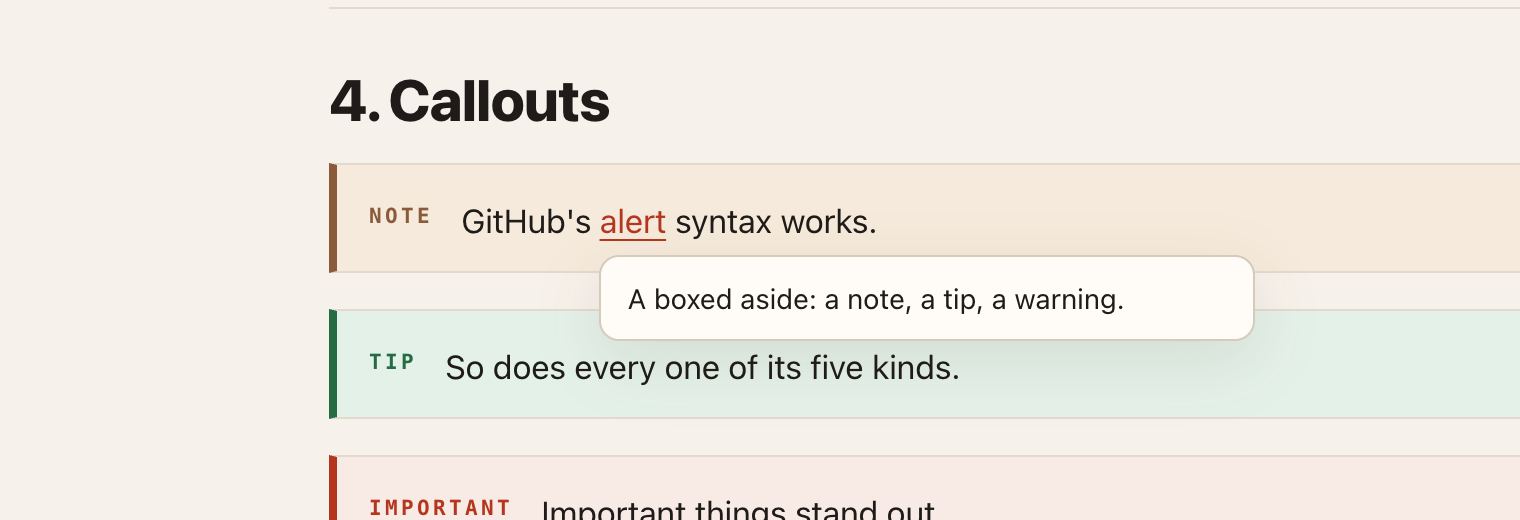 4. Callouts
NOTE GitHub's alert syntax works.
A boxed aside: a note, a tip, a warning.
TIP So does every one of its five kinds.
IMPORTANT Important things stand out